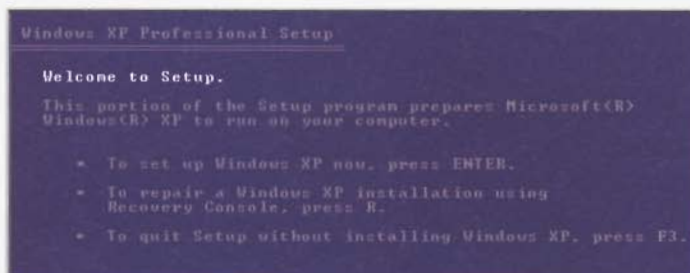 Windows XP Professional Setup
Welcome to Setup.
This portion of the Setup program prepares Microsoft(R)
Windows(R) XP to run on your computer.
• To set up Windows XP now, press ENTER.
• To repair a Windows XP installation using
Recovery Console, press R.
• To quit Setup without installing Windows XP, press F3.